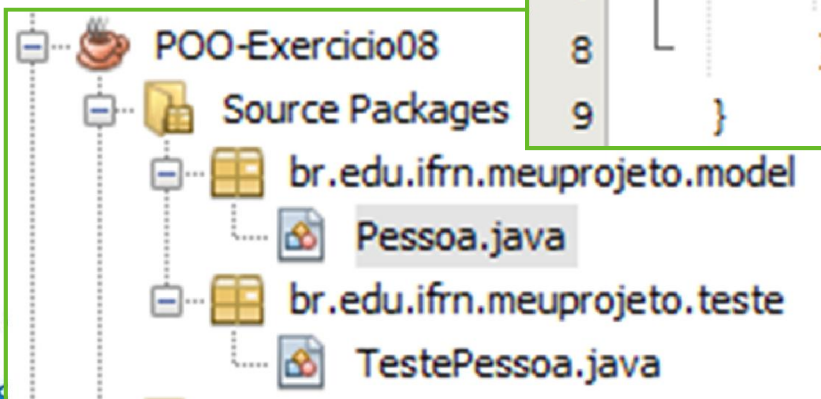 POO-Exercicio08
Source Packages
br.edu.ifrn.meuprojeto.model
Pessoa.java
br.edu.ifrn.meuprojeto.teste
TestePessoa.java
8
9 }